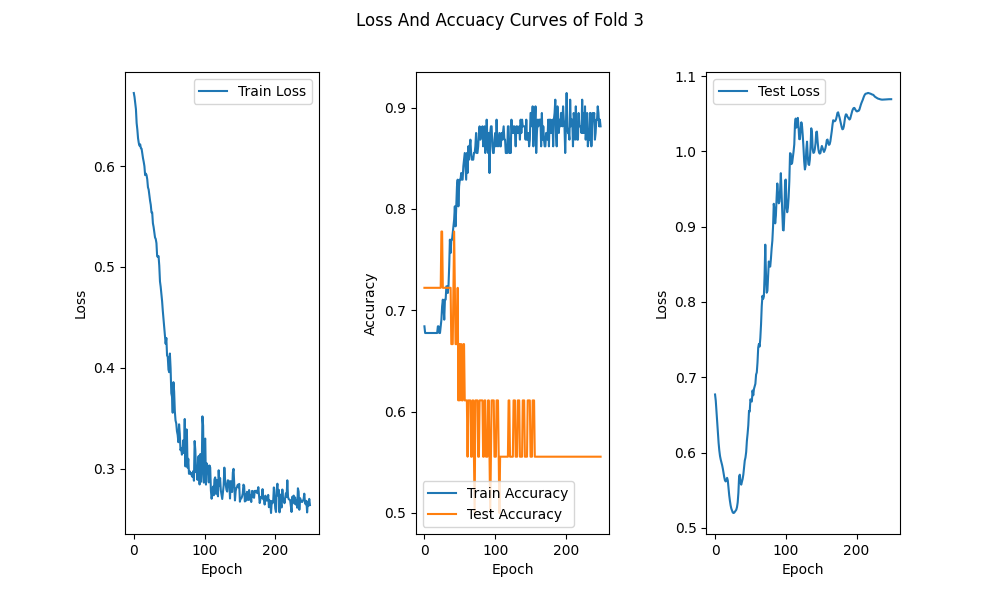 Loss And Accuacy Curves of Fold 3
Train Loss
0.6
0.5
0.4
0.3
Loss
0
100
200
Epoch
0.9
0.8
0.7
0.6
0.5
Accuracy
Train Accuracy
Test Accuracy
0
100
200
Epoch
Test Loss
1.1
1.0
0.9
0.8
0.7
0.6
0.5
Loss
0
100
200
Epoch